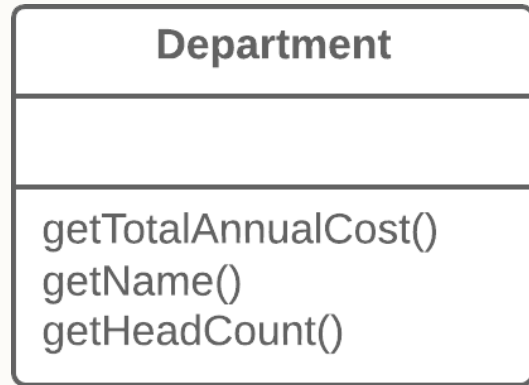 Department
getTotalAnnualCost()
getName()
getHeadCount()